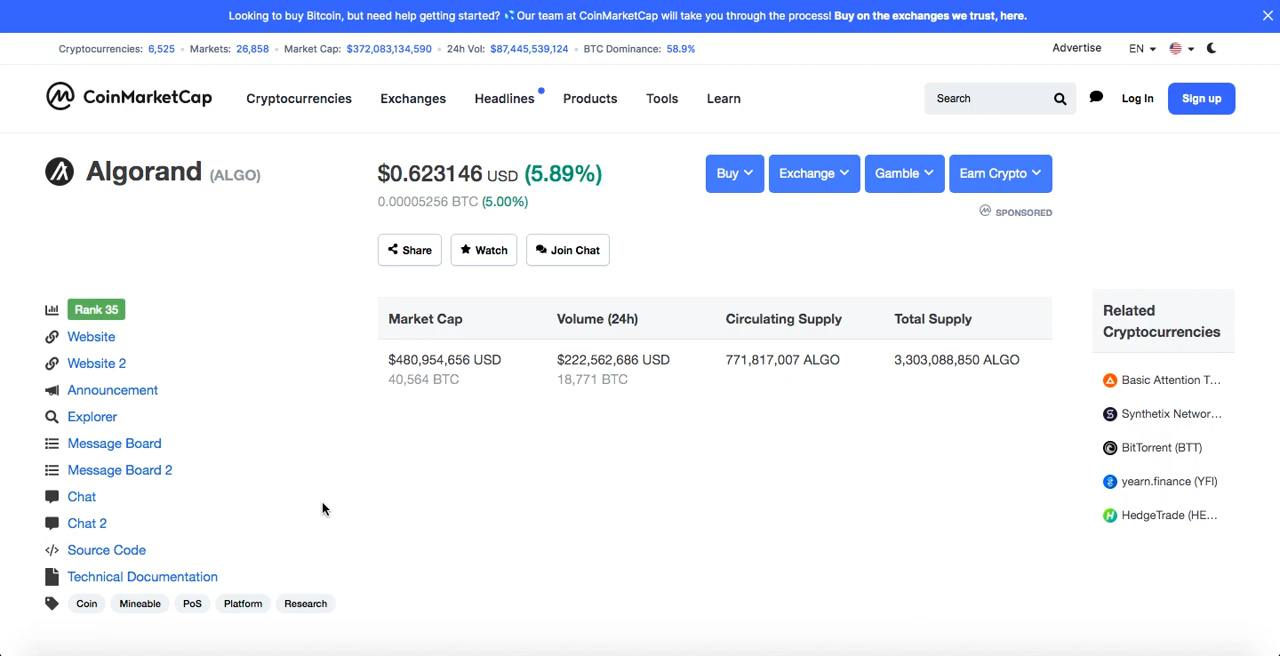 Looking to buy Bitcoin, but need help getting started? 💦 Our team at CoinMarketCap will take you through the process! Buy on the exchanges we trust, here.
Cryptocurrencies: 6,525 • Markets: 26,858 • Market Cap: $372,083,134,590 • 24h Vol: $87,445,539,124 • BTC Dominance: 58.9%
Advertise EN
CoinMarketCap Cryptocurrencies Exchanges Headlines Products Tools Learn Search Log In Sign up
Algorand (ALGO)
$0.623146 USD (5.89%)
0.00005256 BTC (5.00%)
Buy Exchange Gamble Earn Crypto
SPONSORED
Share Watch Join Chat
Rank 35
Website
Website 2
Announcement
Explorer
Message Board
Message Board 2
Chat
Chat 2
Source Code
Technical Documentation
Coin Mineable PoS Platform Research
Market Cap Volume (24h) Circulating Supply Total Supply
$480,954,656 USD $222,562,686 USD 771,817,007 ALGO 3,303,088,850 ALGO
40,564 BTC 18,771 BTC
Related
Cryptocurrencies
Basic Attention T...
Synthetix Networ...
BitTorrent (BTT)
yearn.finance (YFI)
HedgeTrade (HE...